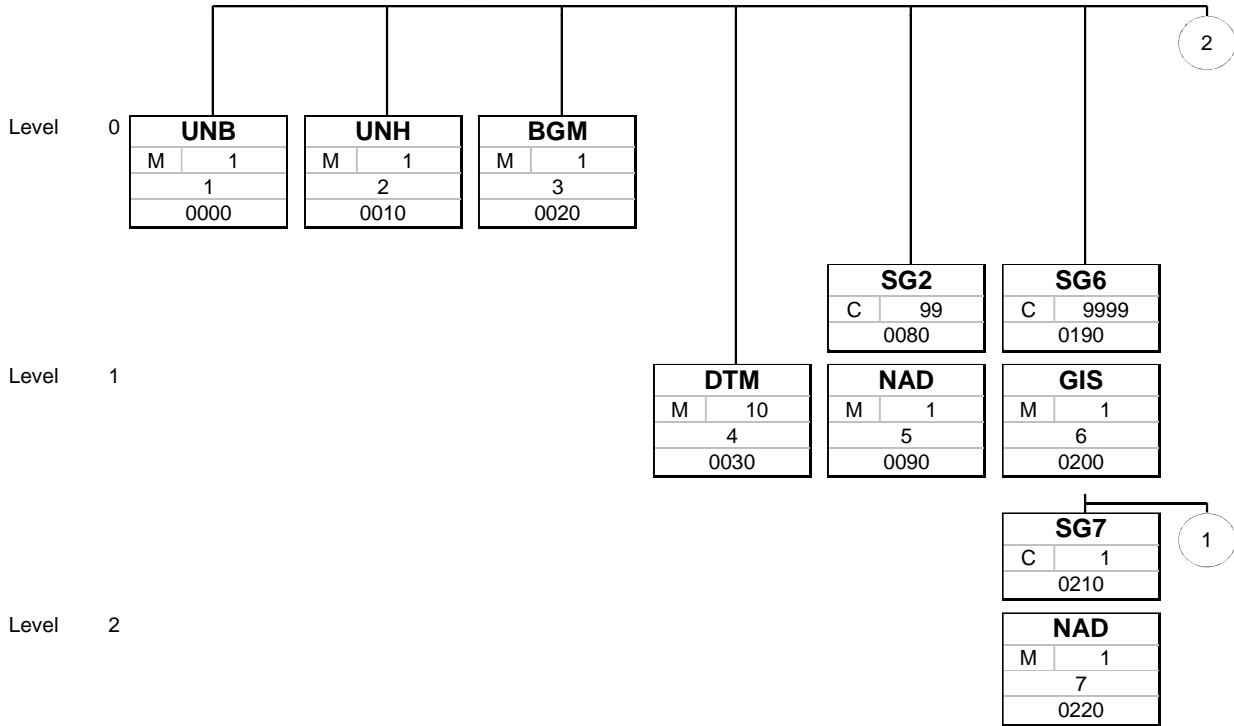 2
Level 0
UNB UNH BGM
M 1 M 1 M 1
1 2 3
0000 0010 0020
SG2 SG6
C 99 C 9999
0080 0190
Level 1
DTM NAD GIS
M 10 M 1 M 1
4 5 6
0030 0090 0200
SG7
1
C 1
0210
Level 2
NAD
M 1
7
0220